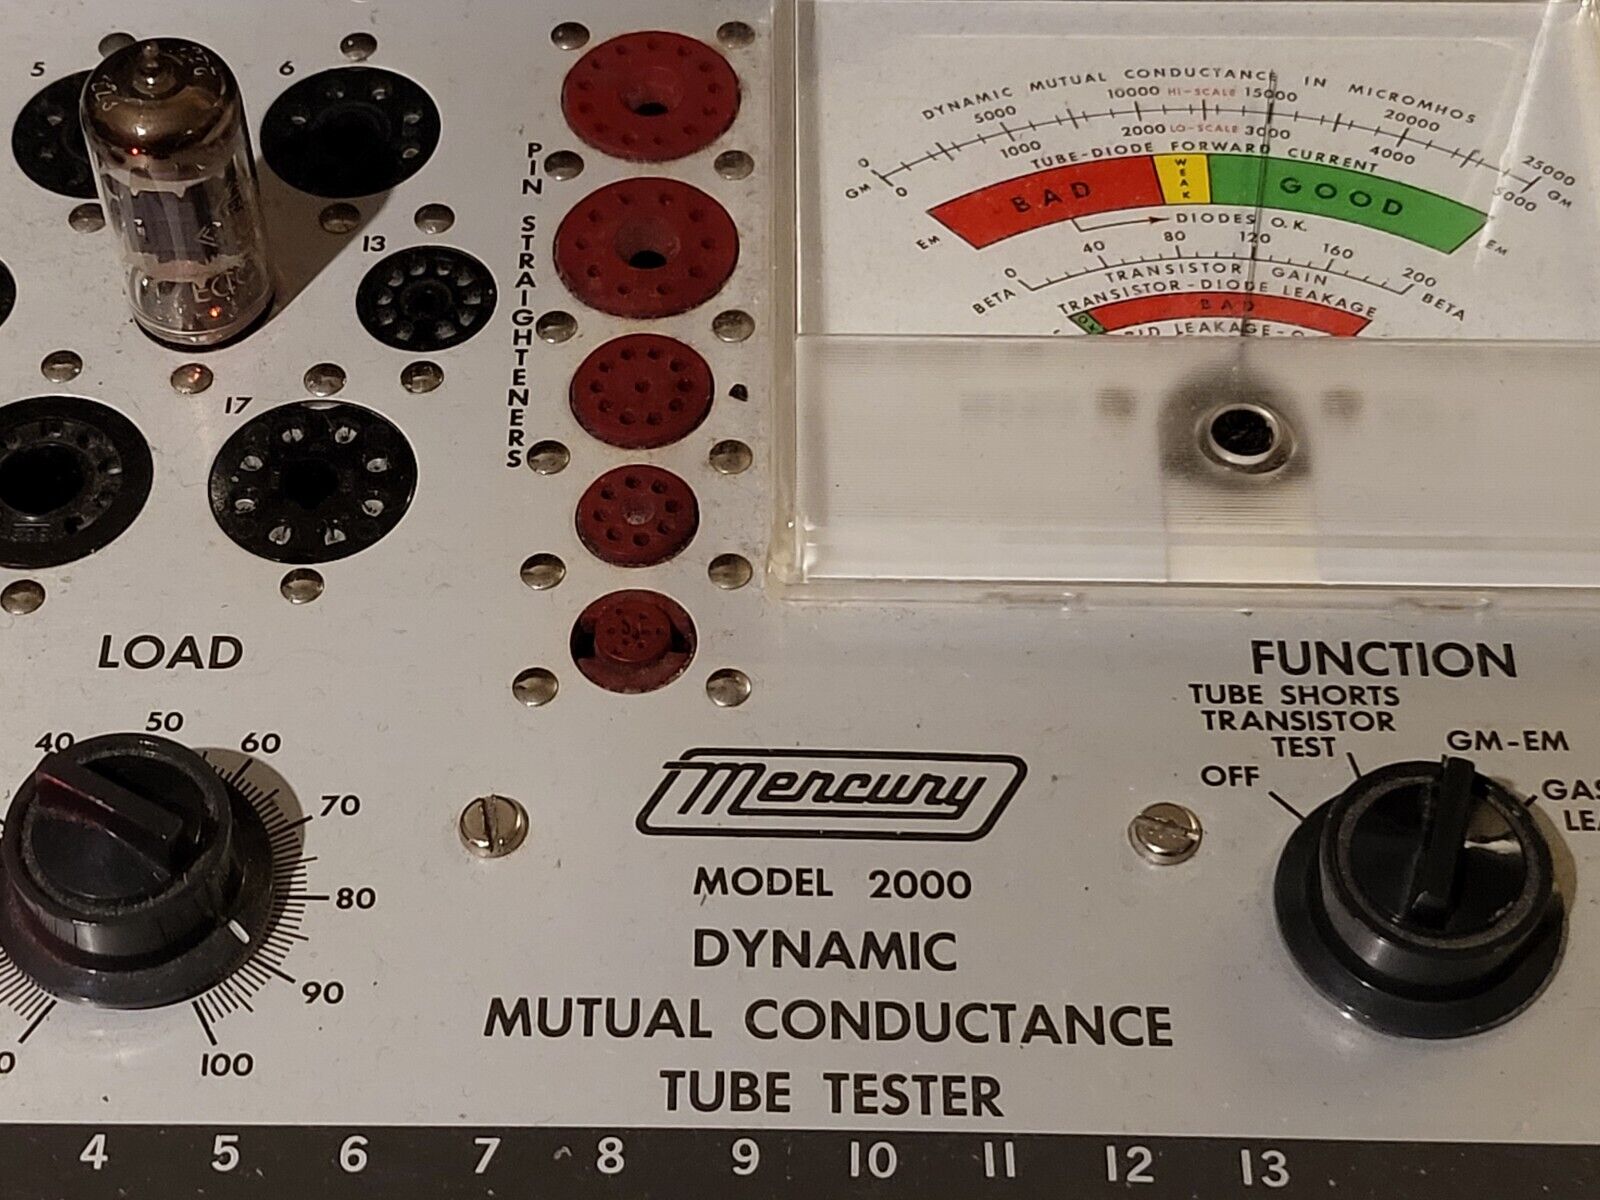 5
6
13
17
PIN STRAIGHTENERS
DYNAMIC MUTUAL CONDUCTANCE IN MICROMHOS
0 5000 10000 HI-SCALE 15000 20000 25000
GM 0 1000 2000 LO-SCALE 3000 4000 5000 GM
TUBE-DIODE FORWARD CURRENT
BAD WEAK GOOD
EM DIODES O.K. EM
BETA 0 40 80 120 160 200 BETA
TRANSISTOR GAIN
TRANSISTOR-DIODE LEAKAGE
BAD
LEAKAGE
LOAD
40 50 60 70 80 90 100
FUNCTION
TUBE SHORTS
TRANSISTOR
TEST
OFF
GM-EM
GAS
Mercury
MODEL 2000
DYNAMIC
MUTUAL CONDUCTANCE
TUBE TESTER
4 5 6 7 8 9 10 11 12 13